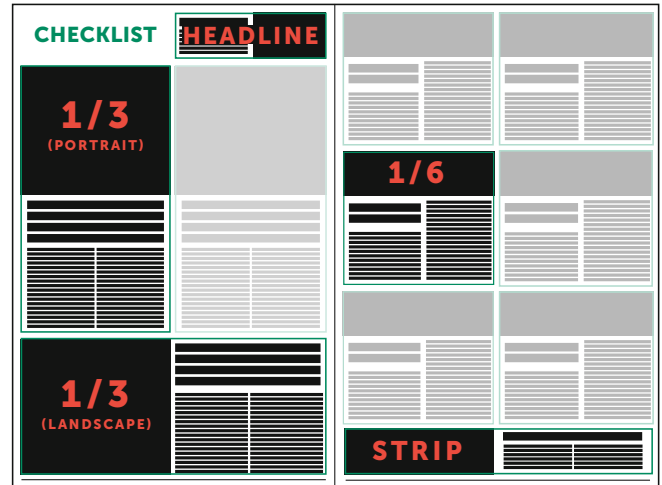 CHECKLIST
HEADLINE
1/3
(PORTRAIT)
1/6
1/3
(LANDSCAPE)
STRIP